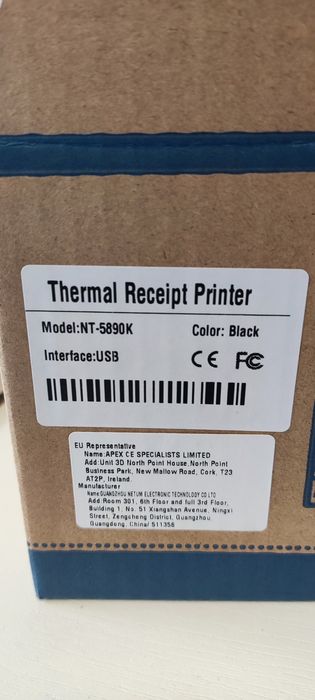 Thermal Receipt Printer
Model:NT-5890K Color: Black
Interface:USB CE FC
EU Representative
Name:APEX CE SPECIALISTS LIMITED
Add:Unit 3D North Point House,North Point
Business Park, New Mallow Road, Cork, T23
AT2P, Ireland
Manufacturer
Name:GUANGZHOU NETUM ELECTRONIC TECHNOLOGY CO LTD
Add:Room 301, 6th Floor and full 3rd Floor,
Building 1, No. 51 Xiangshan Avenue, Ningxi
Street, Zengcheng District, Guangzhou,
Guangdong, China/ 511358